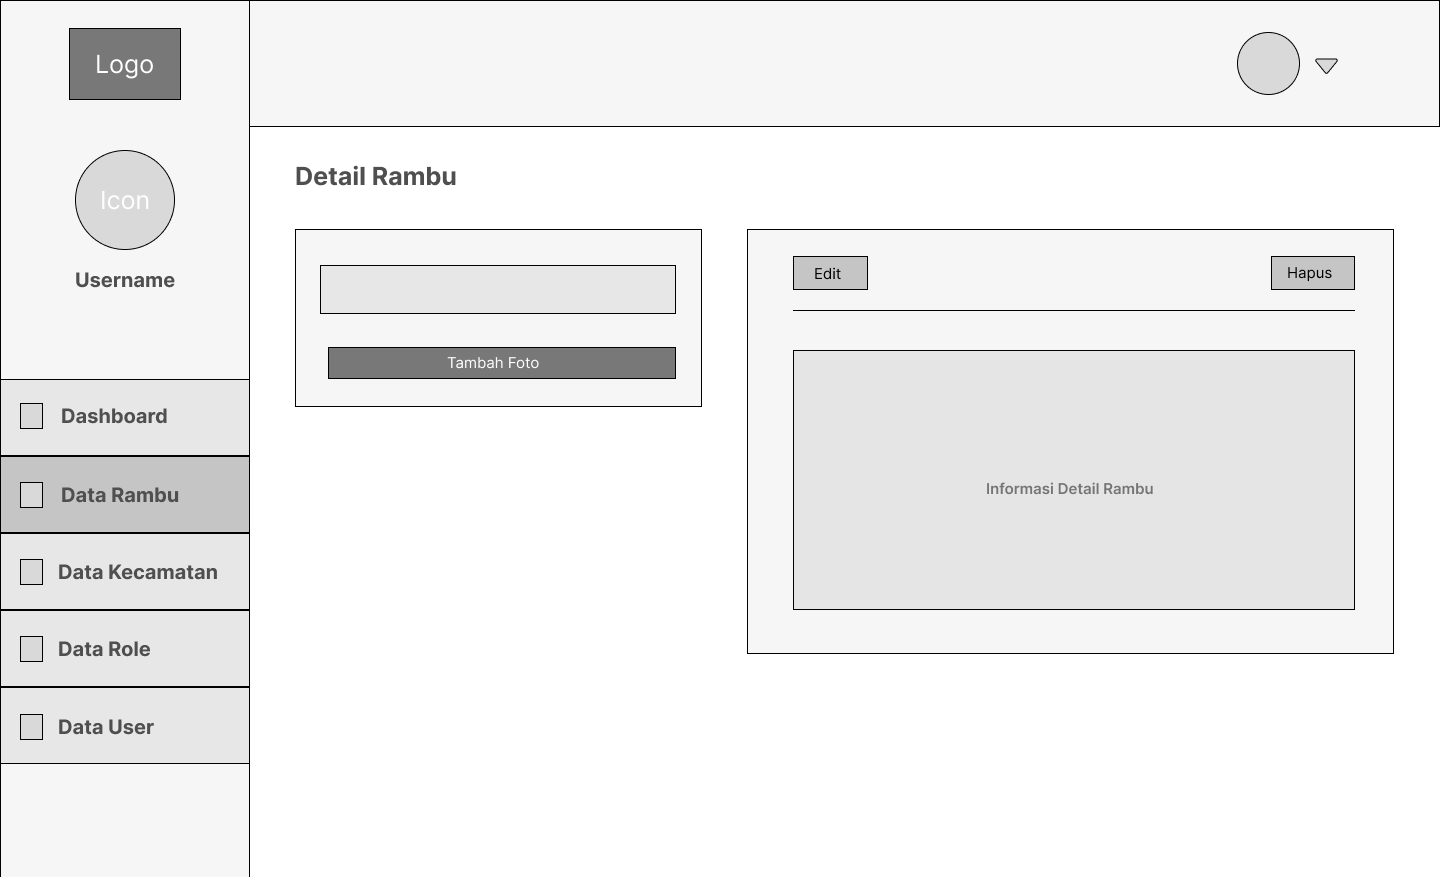 Logo
Icon
Username
Dashboard
Data Rambu
Data Kecamatan
Data Role
Data User
Detail Rambu
Tambah Foto
Edit
Hapus
Informasi Detail Rambu